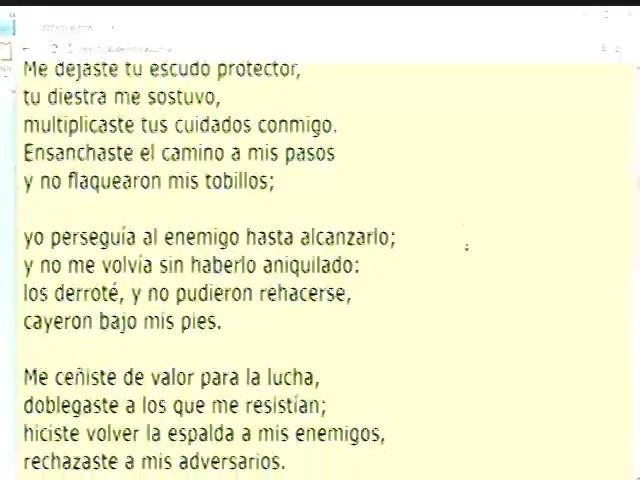 Me dejaste tu escudo protector,
tu diestra me sostuvo,
multiplicaste tus cuidados conmigo.
Ensanchaste el camino a mis pasos
y no flaquearon mis tobillos;
yo perseguía al enemigo hasta alcanzarlo;
y no me volvía sin haberlo aniquilado:
los derroté, y no pudieron rehacerse,
cayeron bajo mis pies.
Me ceñiste de valor para la lucha,
doblegaste a los que me resistían;
hiciste volver la espalda a mis enemigos,
rechazaste a mis adversarios.